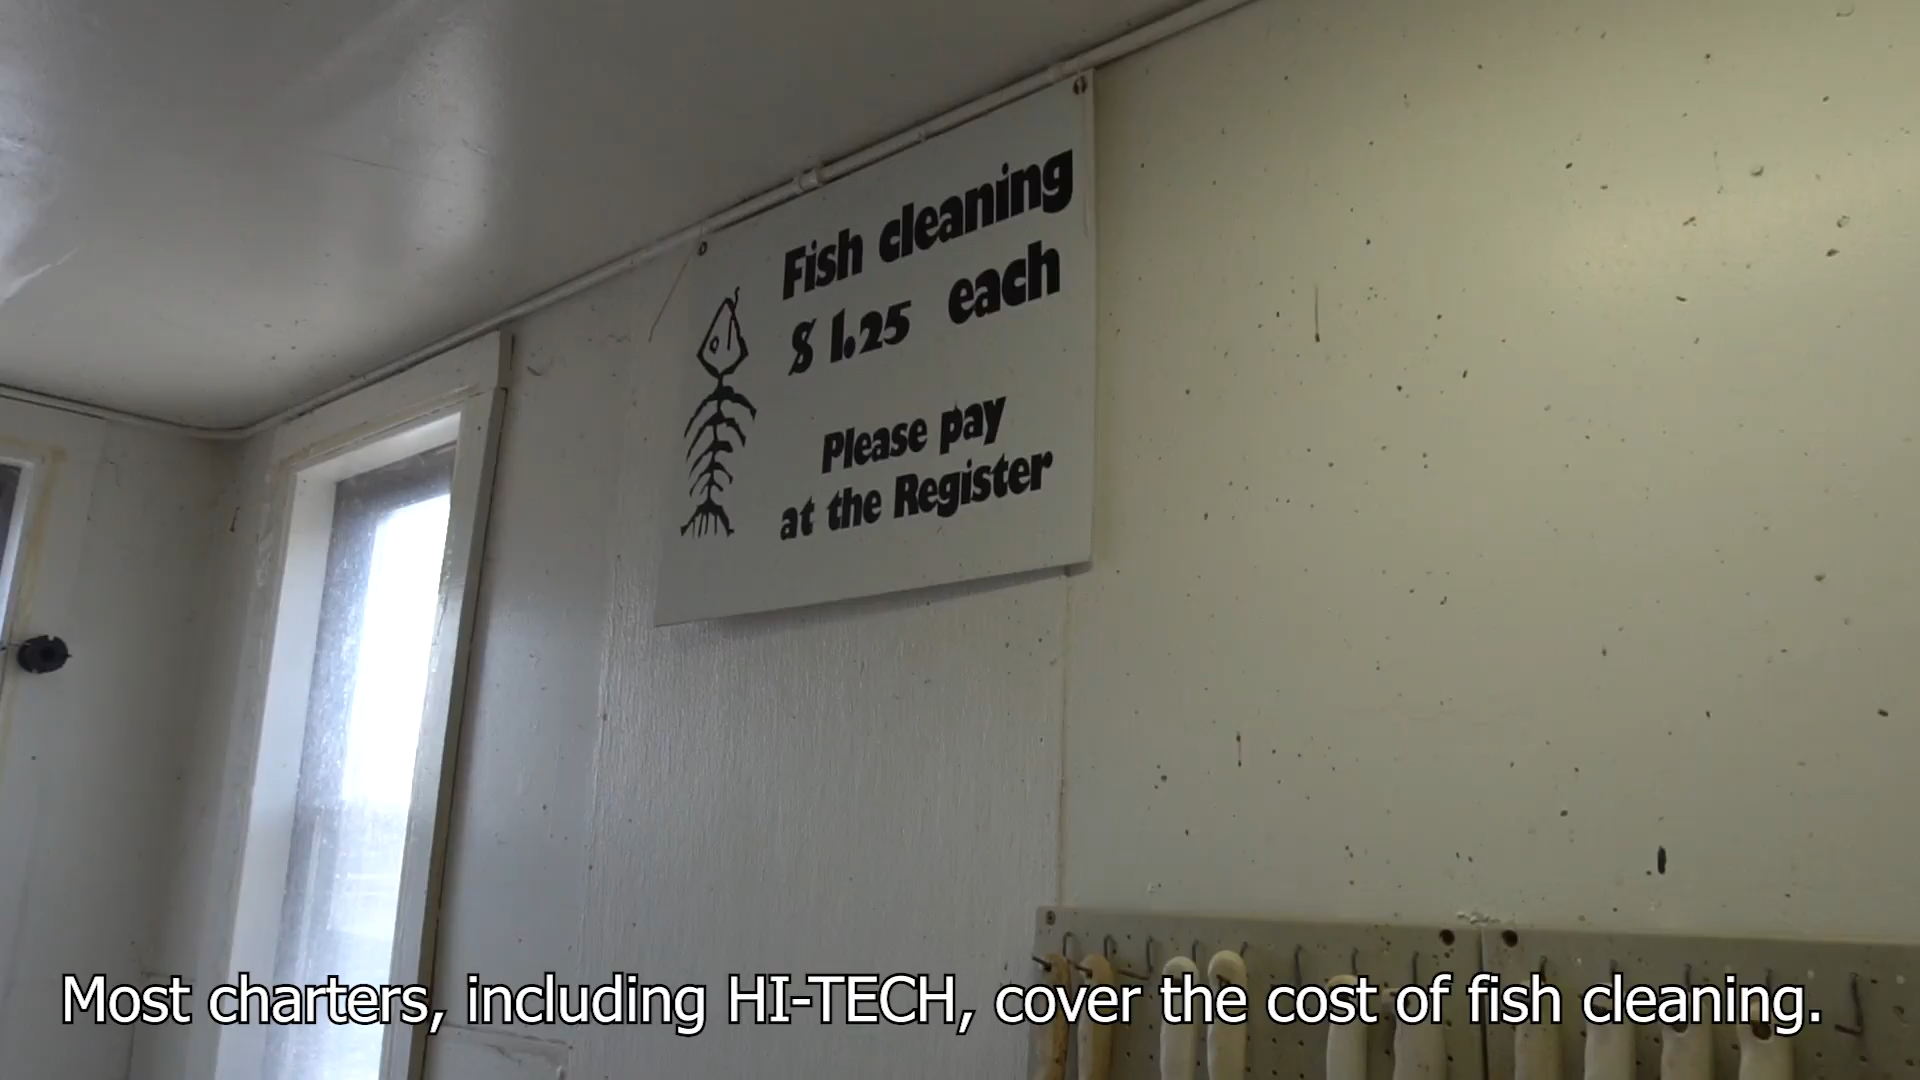 Fish cleaning
$ 1.25 each
Please pay
at the Register
Most charters, including HI-TECH, cover the cost of fish cleaning.